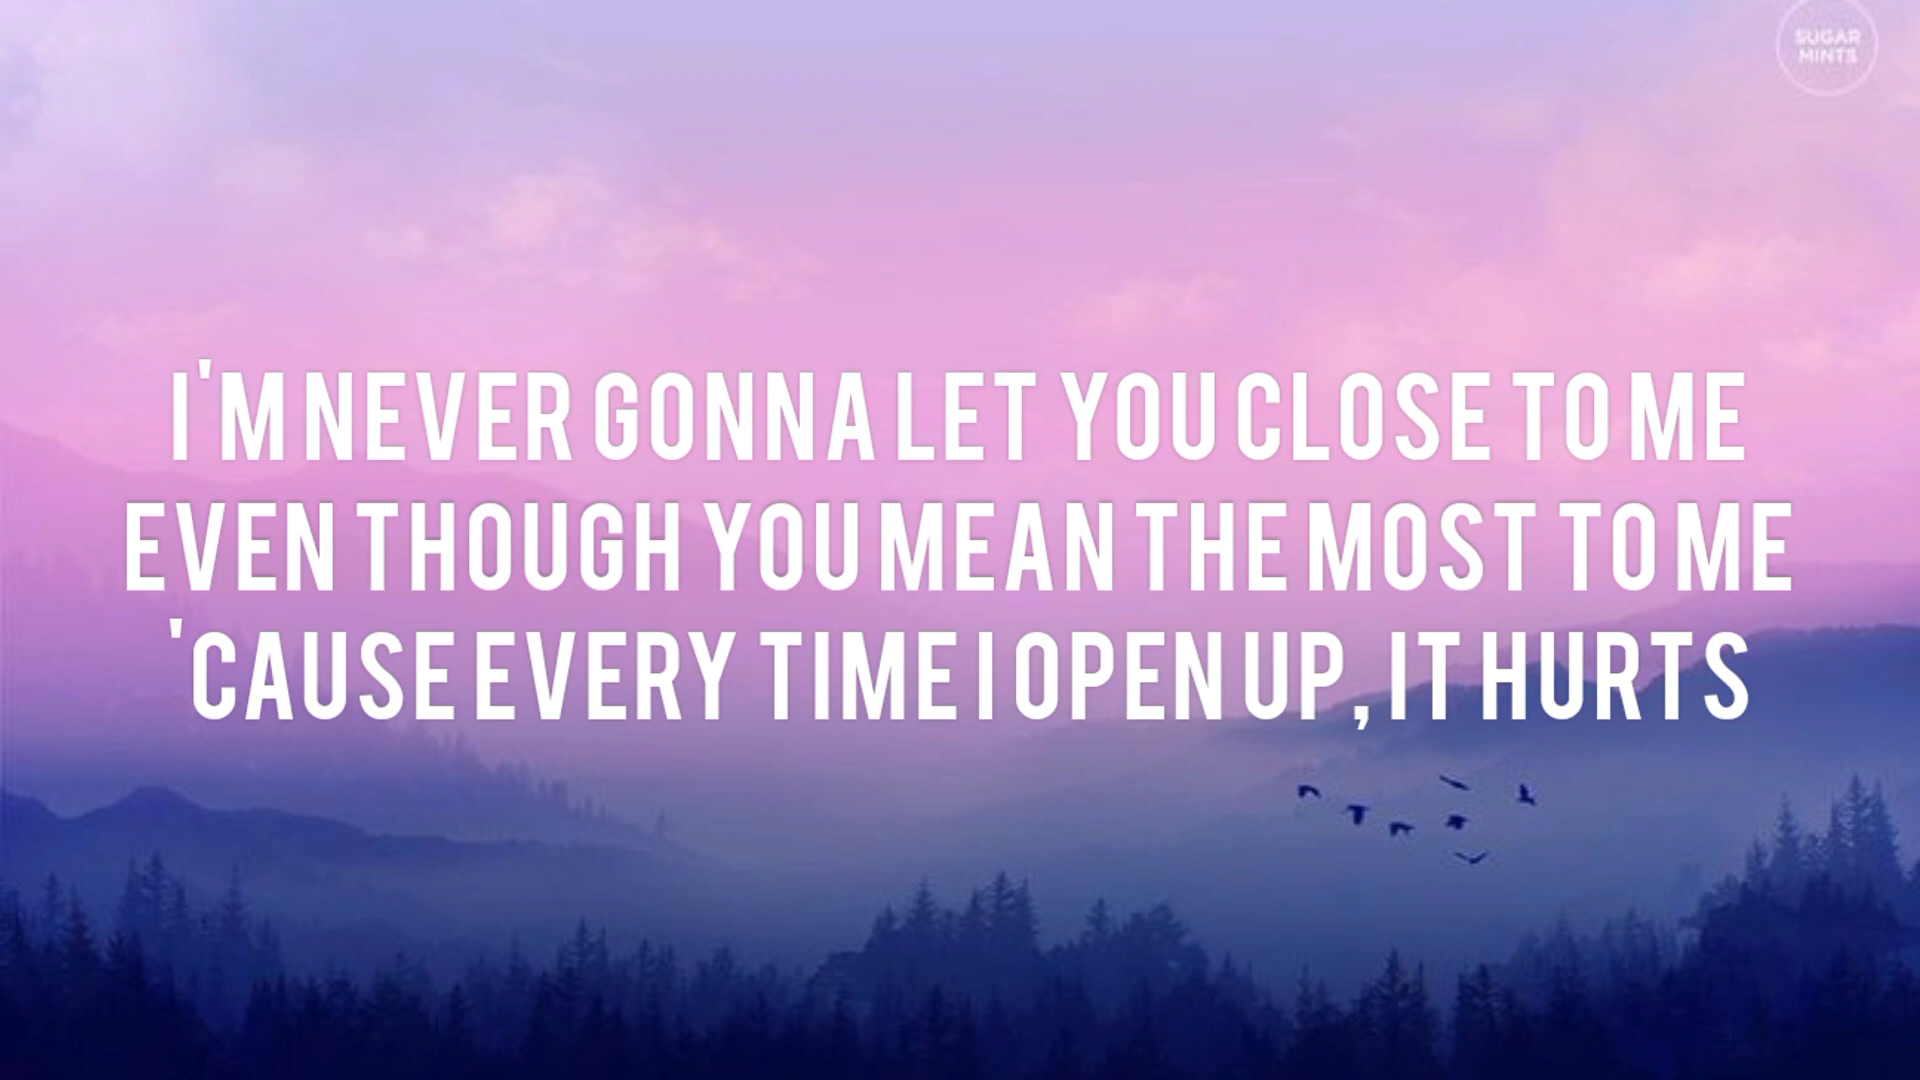 SUGAR
MINTS
I'M NEVER GONNA LET YOU CLOSE TO ME
EVEN THOUGH YOU MEAN THE MOST TO ME
'CAUSE EVERY TIME I OPEN UP, IT HURTS